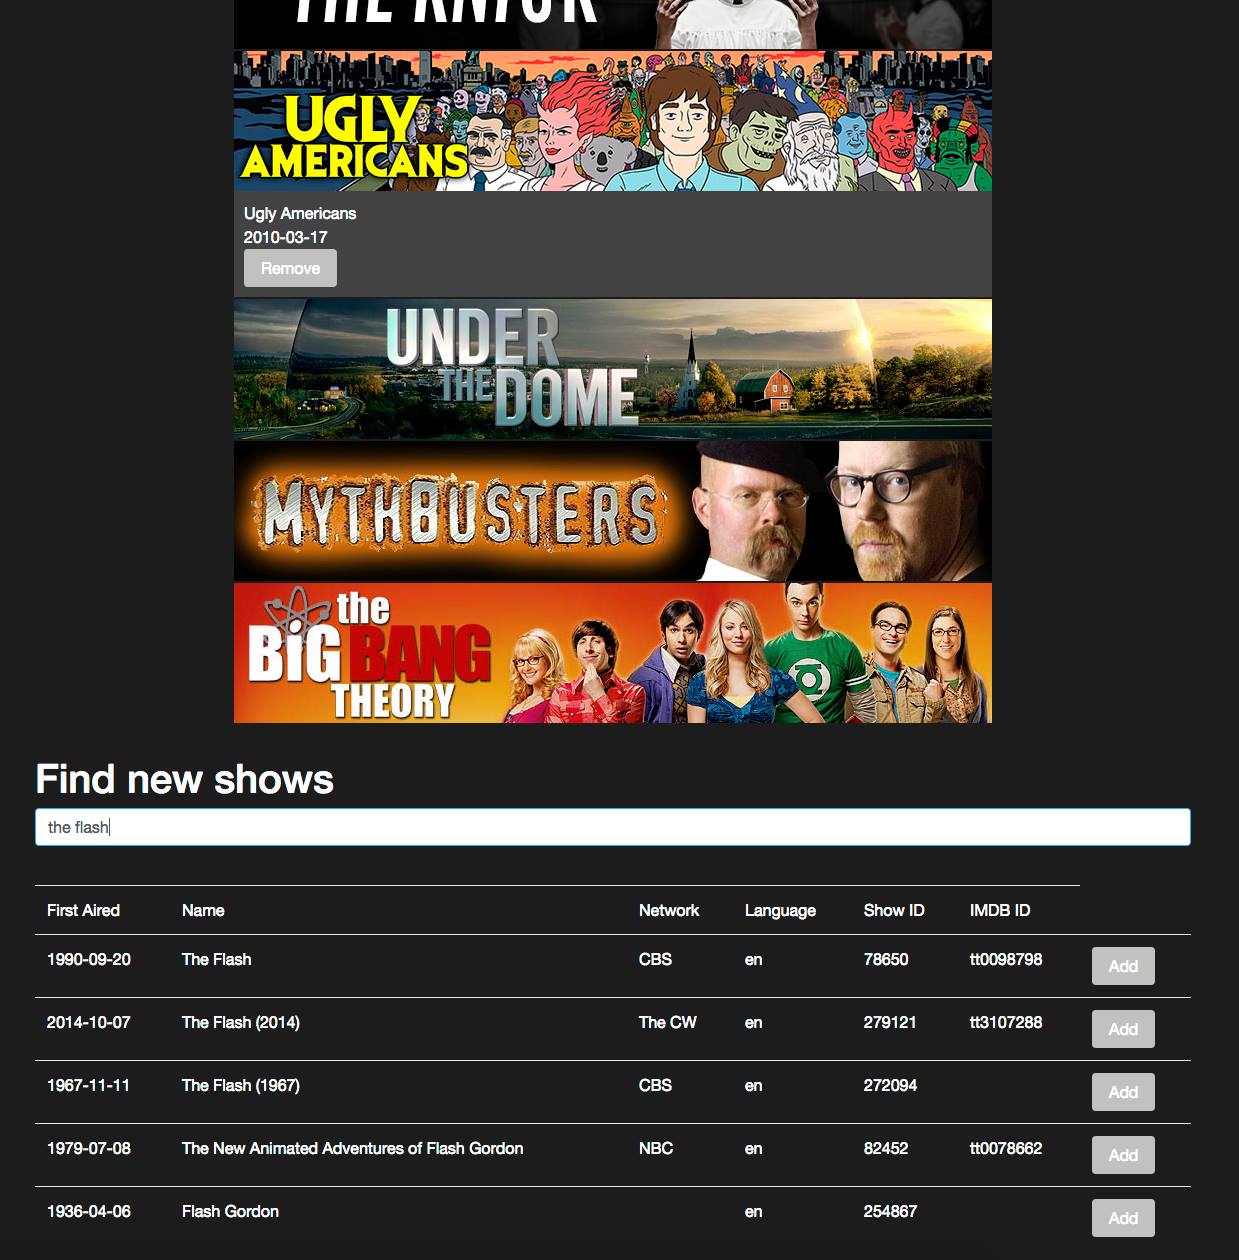 THE KNICK
UGLY
AMERICANS
Ugly Americans
2010-03-17
Remove
UNDER
THE DOME
MYTHBUSTERS
the
BIG BANG
THEORY
Find new shows
the flash
First Aired Name Network Language Show ID IMDB ID
1990-09-20 The Flash CBS en 78650 tt0098798 Add
2014-10-07 The Flash (2014) The CW en 279121 tt3107288 Add
1967-11-11 The Flash (1967) CBS en 272094 Add
1979-07-08 The New Animated Adventures of Flash Gordon NBC en 82452 tt0078662 Add
1936-04-06 Flash Gordon en 254867 Add